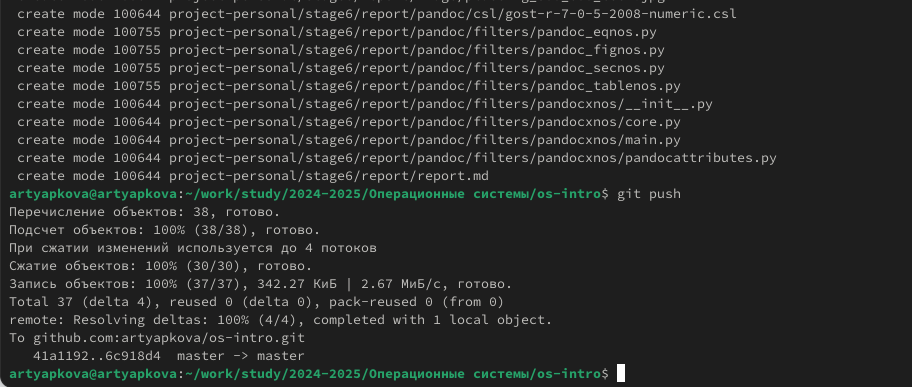 create mode 100644 project-personal/stage6/report/pandoc/csl/gost-r-7-0-5-2008-numeric.csl
create mode 100755 project-personal/stage6/report/pandoc/filters/pandoc_eqnos.py
create mode 100755 project-personal/stage6/report/pandoc/filters/pandoc_fignos.py
create mode 100755 project-personal/stage6/report/pandoc/filters/pandoc_secnos.py
create mode 100755 project-personal/stage6/report/pandoc/filters/pandoc_tablenos.py
create mode 100644 project-personal/stage6/report/pandoc/filters/pandocxnos/__init__.py
create mode 100644 project-personal/stage6/report/pandoc/filters/pandocxnos/core.py
create mode 100644 project-personal/stage6/report/pandoc/filters/pandocxnos/main.py
create mode 100644 project-personal/stage6/report/pandoc/filters/pandocxnos/pandocattributes.py
create mode 100644 project-personal/stage6/report/report.md
artyapkova@artyapkova:~/work/study/2024-2025/Операционные системы/os-intro$ git push
Перечисление объектов: 38, готово.
Подсчет объектов: 100% (38/38), готово.
При сжатии изменений используется до 4 потоков
Сжатие объектов: 100% (30/30), готово.
Запись объектов: 100% (37/37), 342.27 КиБ | 2.67 МиБ/с, готово.
Total 37 (delta 4), reused 0 (delta 0), pack-reused 0 (from 0)
remote: Resolving deltas: 100% (4/4), completed with 1 local object.
To github.com:artyapkova/os-intro.git
41a1192..6c918d4 master -> master
artyapkova@artyapkova:~/work/study/2024-2025/Операционные системы/os-intro$